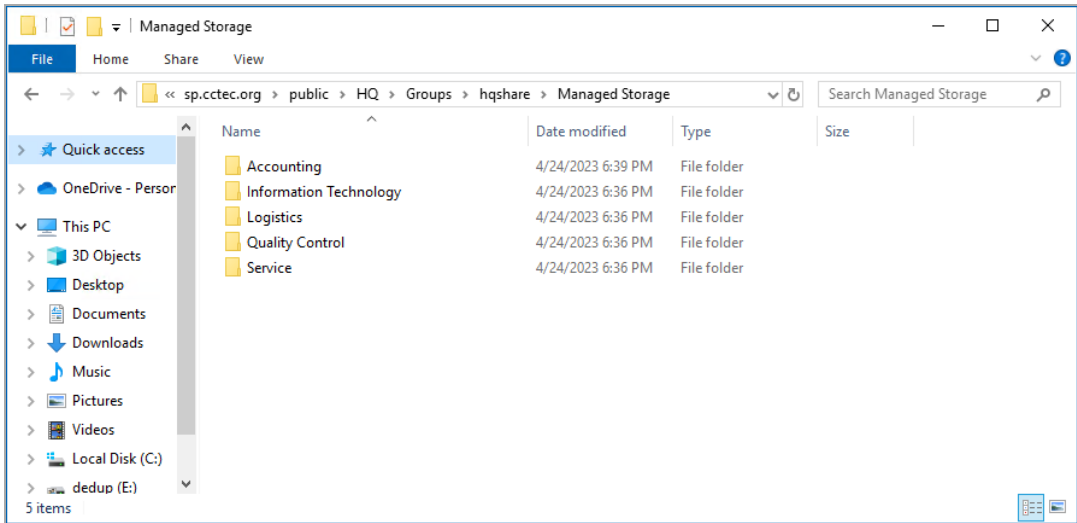 Managed Storage
File Home Share View
« sp.cctec.org > public > HQ > Groups > hqshare > Managed Storage
Search Managed Storage
Name Date modified Type Size
Quick access
OneDrive - Person
This PC
3D Objects
Desktop
Documents
Downloads
Music
Pictures
Videos
Local Disk (C:)
dedup (E:)
Accounting 4/24/2023 6:39 PM File folder
Information Technology 4/24/2023 6:36 PM File folder
Logistics 4/24/2023 6:36 PM File folder
Quality Control 4/24/2023 6:36 PM File folder
Service 4/24/2023 6:36 PM File folder
5 items